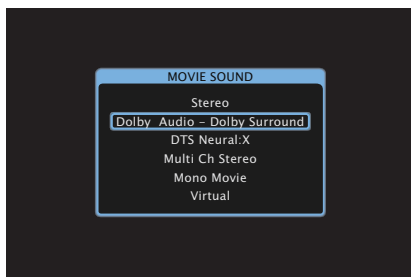 MOVIE SOUND
Stereo
Dolby Audio – Dolby Surround
DTS Neural:X
Multi Ch Stereo
Mono Movie
Virtual